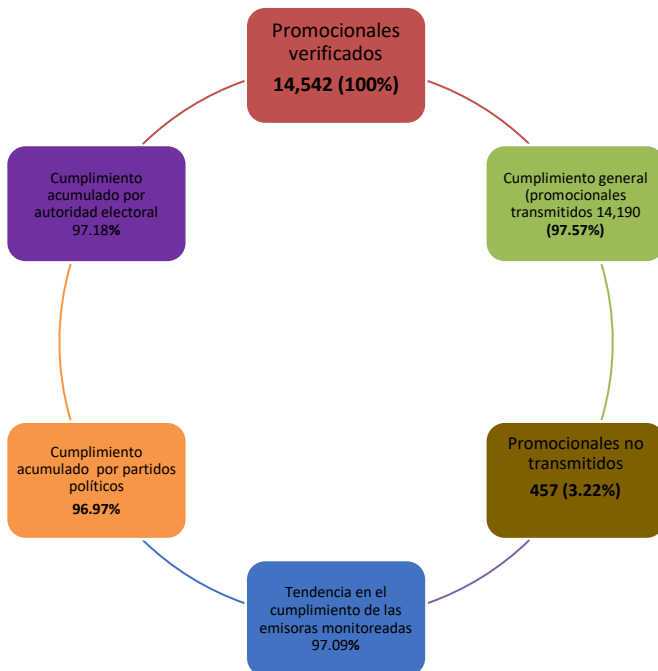 Promocionales
verificados
14,542 (100%)
Cumplimiento general
(promocionales
transmitidos 14,190
(97.57%)
Promocionales no
transmitidos
457 (3.22%)
Tendencia en el
cumplimiento de las
emisoras monitoreadas
97.09%
Cumplimiento
acumulado por partidos
políticos
96.97%
Cumplimiento
acumulado por
autoridad electoral
97.18%